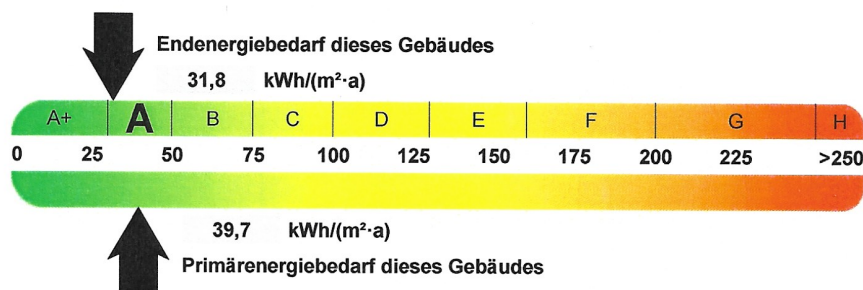 Endenergiebedarf dieses Gebäudes
31,8 kWh/(m²·a)
A+ A B C D E F G H
0 25 50 75 100 125 150 175 200 225 >250
39,7 kWh/(m²·a)
Primärenergiebedarf dieses Gebäudes